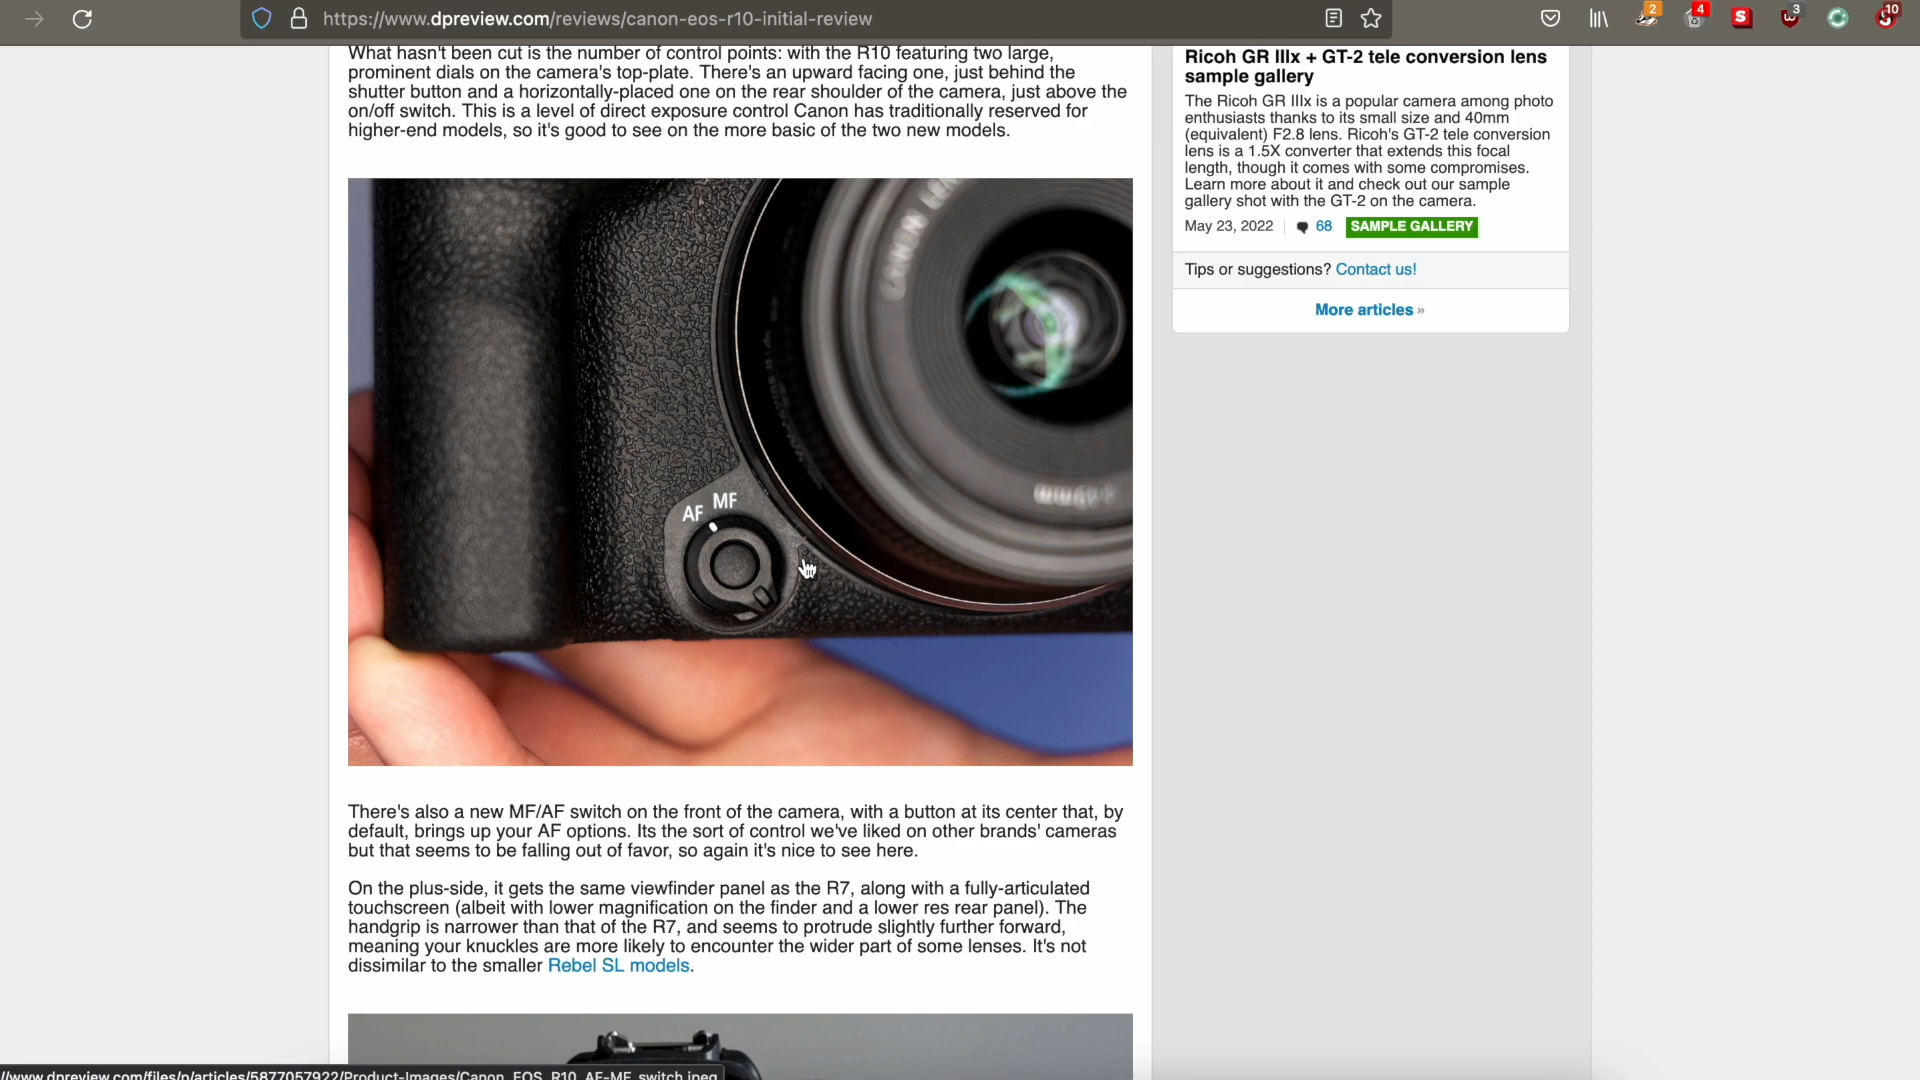 https://www.dpreview.com/reviews/canon-eos-r10-initial-review
2
4
S
3
10
What hasn't been cut is the number of control points: with the R10 featuring two large,
prominent dials on the camera's top-plate. There's an upward facing one, just behind the
shutter button and a horizontally-placed one on the rear shoulder of the camera, just above the
on/off switch. This is a level of direct exposure control Canon has traditionally reserved for
higher-end models, so it's good to see on the more basic of the two new models.
AF MF
There's also a new MF/AF switch on the front of the camera, with a button at its center that, by
default, brings up your AF options. Its the sort of control we've liked on other brands' cameras
but that seems to be falling out of favor, so again it's nice to see here.
On the plus-side, it gets the same viewfinder panel as the R7, along with a fully-articulated
touchscreen (albeit with lower magnification on the finder and a lower res rear panel). The
handgrip is narrower than that of the R7, and seems to protrude slightly further forward,
meaning your knuckles are more likely to encounter the wider part of some lenses. It's not
dissimilar to the smaller Rebel SL models.
Ricoh GR IIIx + GT-2 tele conversion lens
sample gallery
The Ricoh GR IIIx is a popular camera among photo
enthusiasts thanks to its small size and 40mm
(equivalent) F2.8 lens. Ricoh's GT-2 tele conversion
lens is a 1.5X converter that extends this focal
length, though it comes with some compromises.
Learn more about it and check out our sample
gallery shot with the GT-2 on the camera.
May 23, 2022 68 SAMPLE GALLERY
Tips or suggestions? Contact us!
More articles »
//www.dpreview.com/files/p/articles/5877057922/Product-Images/Canon_EOS_R10_AF-MF_switch.jpeg